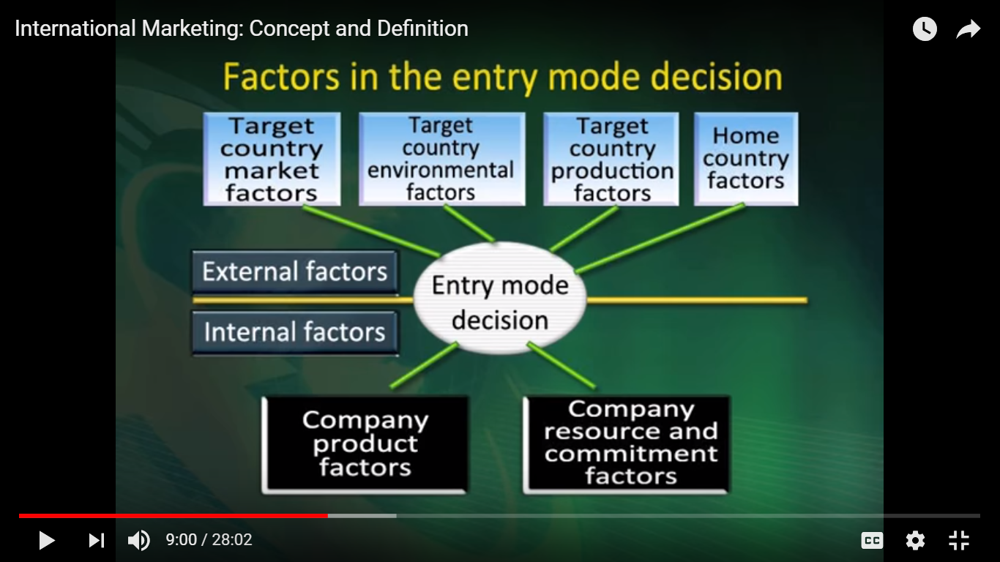 International Marketing: Concept and Definition
Factors in the entry mode decision
Target
country
market
factors
Target
country
environmental
factors
Target
country
production
factors
Home
country
factors
External factors
Internal factors
Entry mode
decision
Company
product
factors
Company
resource and
commitment
factors
9:00 / 28:02
CC